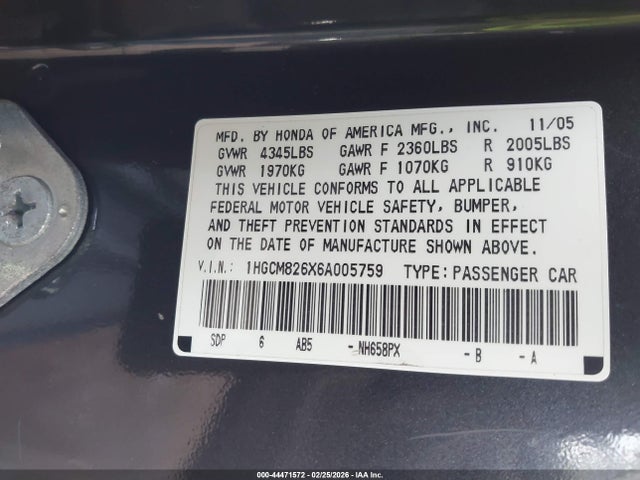 MFD. BY HONDA OF AMERICA MFG., INC. 11/05
GVWR 4345LBS GAWR F 2360LBS R 2005LBS
GVWR 1970KG GAWR F 1070KG R 910KG
THIS VEHICLE CONFORMS TO ALL APPLICABLE
FEDERAL MOTOR VEHICLE SAFETY, BUMPER,
AND THEFT PREVENTION STANDARDS IN EFFECT
ON THE DATE OF MANUFACTURE SHOWN ABOVE.
V.I.N.: 1HGCM826X6A005759 TYPE: PASSENGER CAR
SDP 6 AB5 -NH658PX -B -A
000-44471572 - 02/25/2026 - IAA Inc.